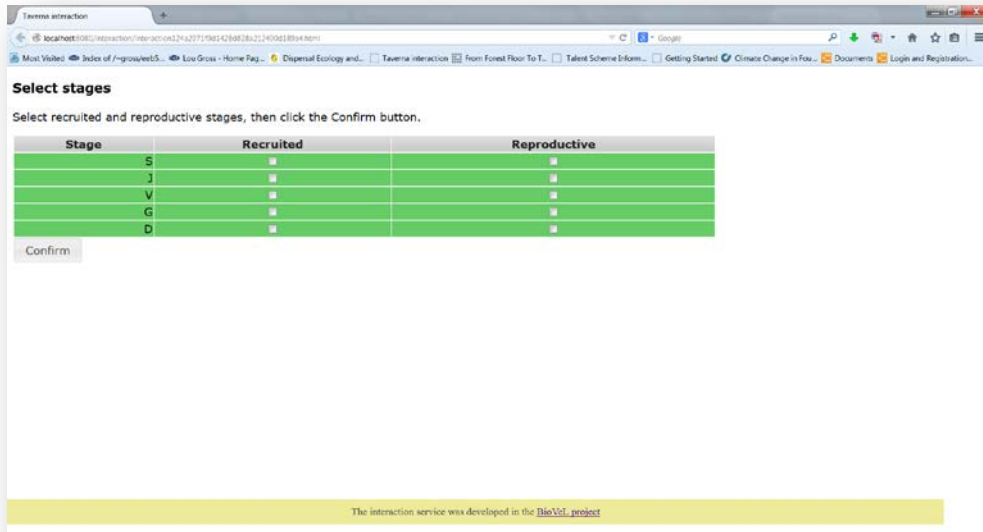 Taverna interaction
Google
Most Visited Index of /~gross/eeb5... Lou Gross - Home Pag... Dispersal Ecology and... Taverna interaction From Forest Floor To T... Talent Scheme Inform... Getting Started Climate Change in Fou... Documents Login and Registration...
Select stages
Select recruited and reproductive stages, then click the Confirm button.
Stage Recruited Reproductive
S
J
V
G
D
Confirm
The interaction service was developed in the BioVeL project